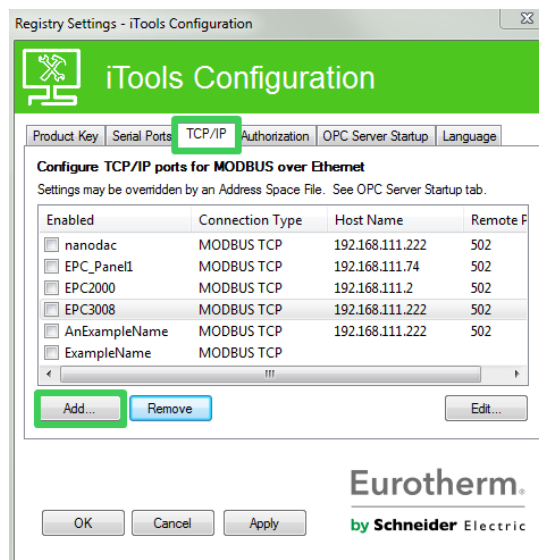 Registry Settings - iTools Configuration
iTools Configuration
Product Key Serial Ports TCP/IP Authorization OPC Server Startup Language
Configure TCP/IP ports for MODBUS over Ethernet
Settings may be overridden by an Address Space File. See OPC Server Startup tab.
Enabled Connection Type Host Name Remote P
nanodac MODBUS TCP 192.168.111.222 502
EPC_Panel1 MODBUS TCP 192.168.111.74 502
EPC2000 MODBUS TCP 192.168.111.2 502
EPC3008 MODBUS TCP 192.168.111.222 502
AnExampleName MODBUS TCP 192.168.111.222 502
ExampleName MODBUS TCP
Add... Remove Edit...
Eurotherm®
OK Cancel Apply by Schneider Electric